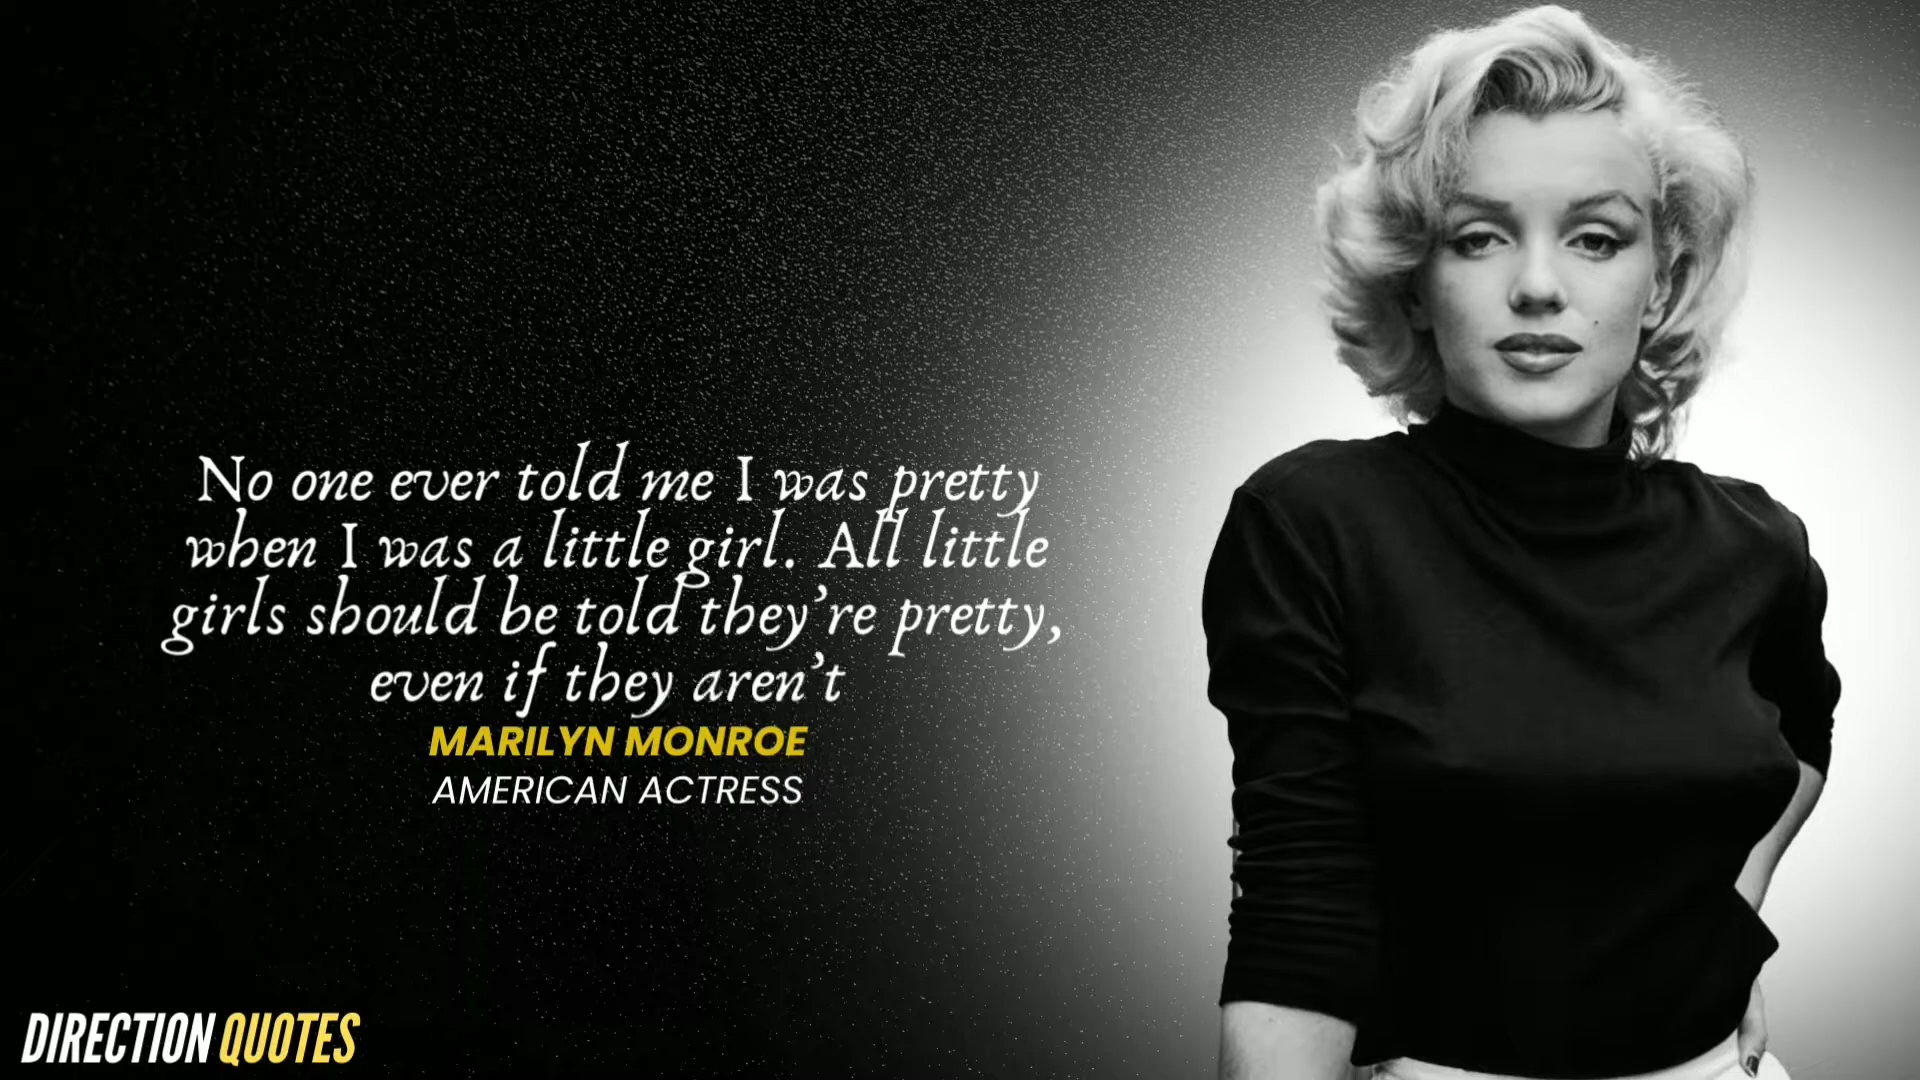 No one ever told me I was pretty
when I was a little girl. All little
girls should be told they’re pretty,
even if they aren’t
MARILYN MONROE
AMERICAN ACTRESS
DIRECTION QUOTES